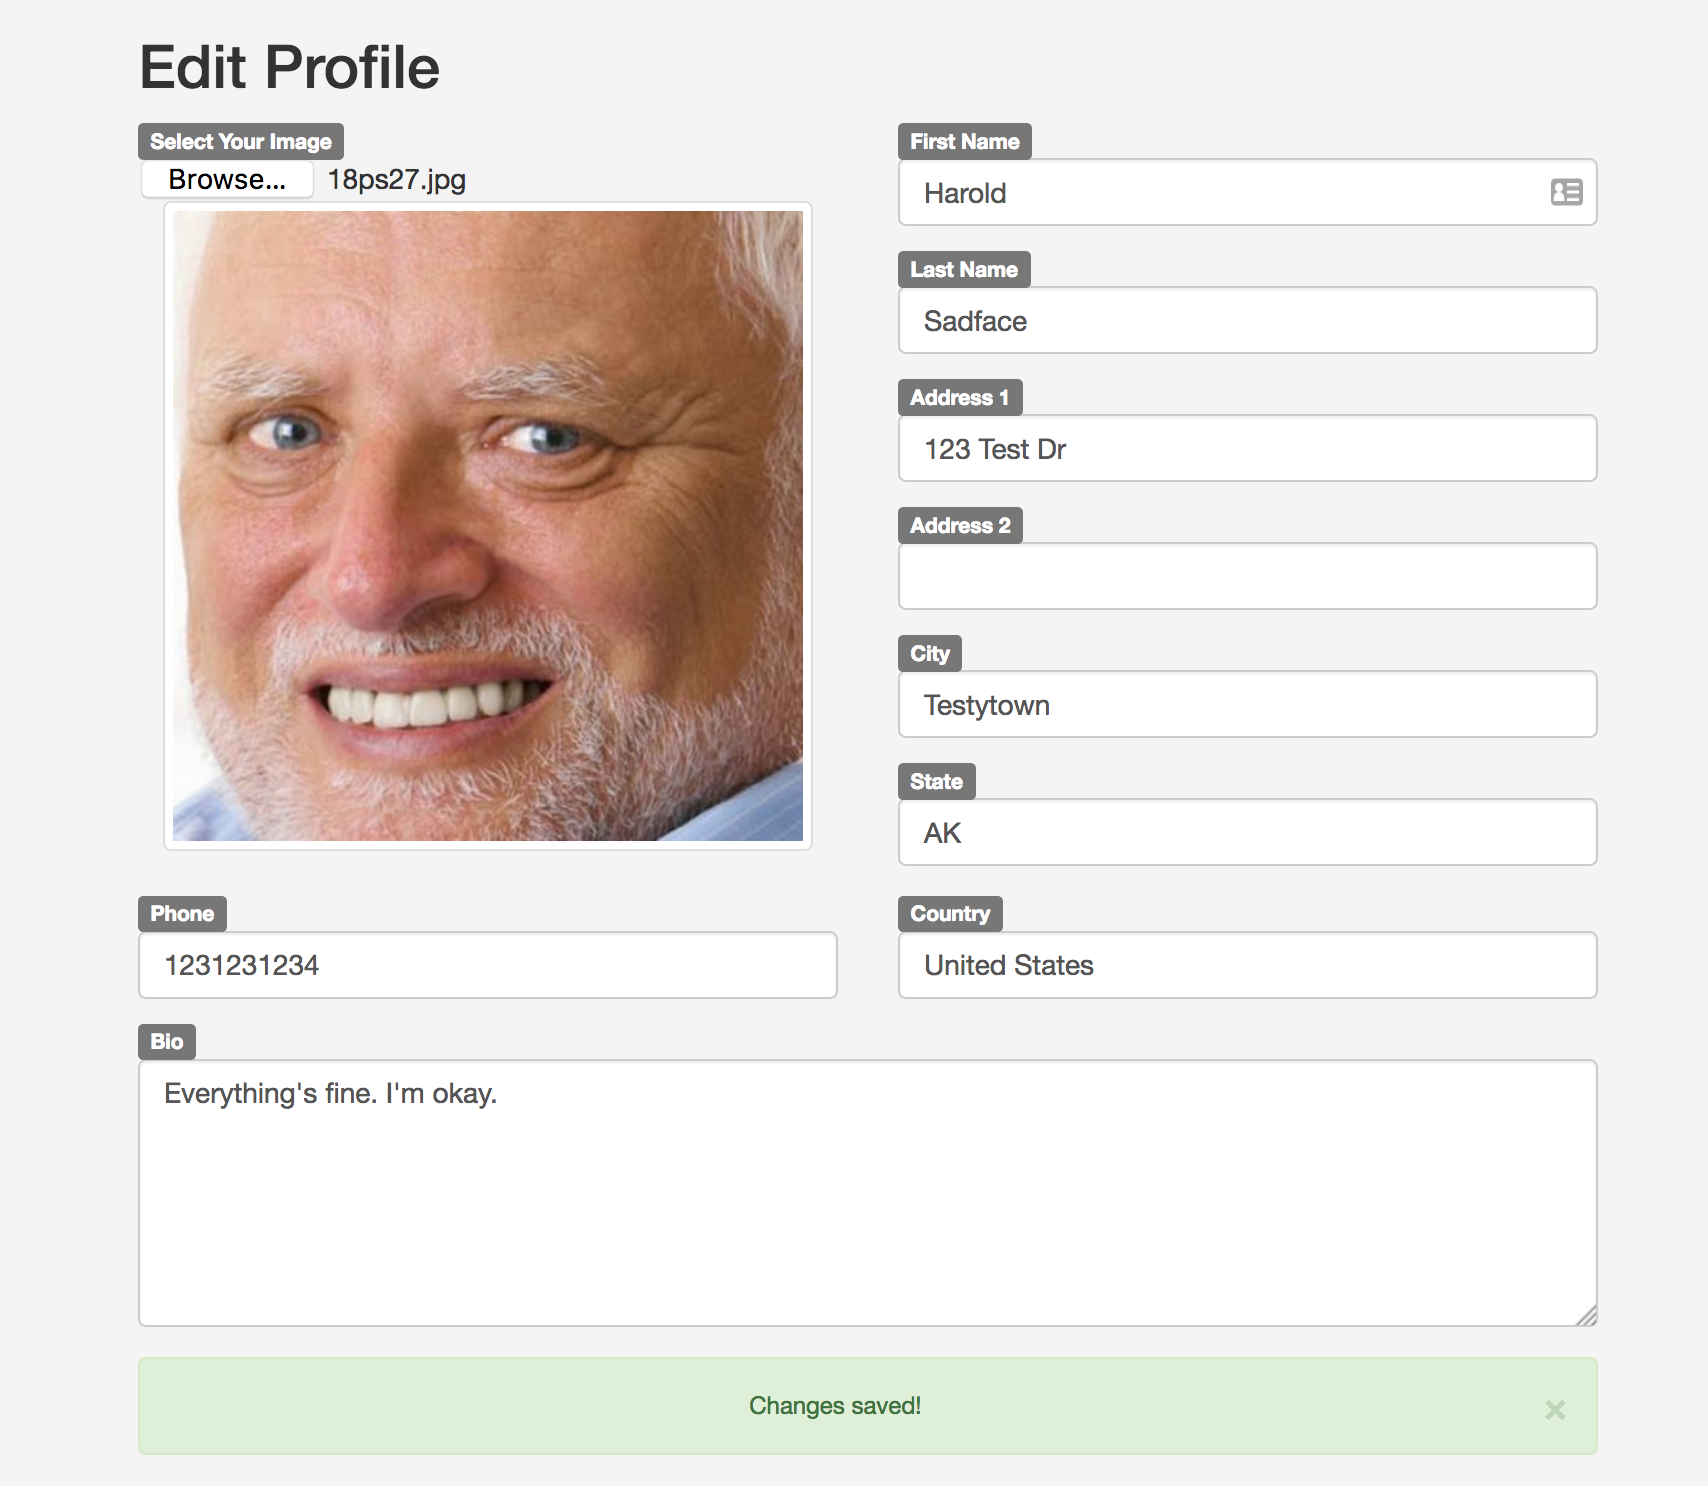 Edit Profile
Select Your Image
Browse... 18ps27.jpg
First Name
Harold
Last Name
Sadface
Address 1
123 Test Dr
Address 2
City
Testytown
State
AK
Phone
1231231234
Country
United States
Bio
Everything's fine. I'm okay.
Changes saved!
×